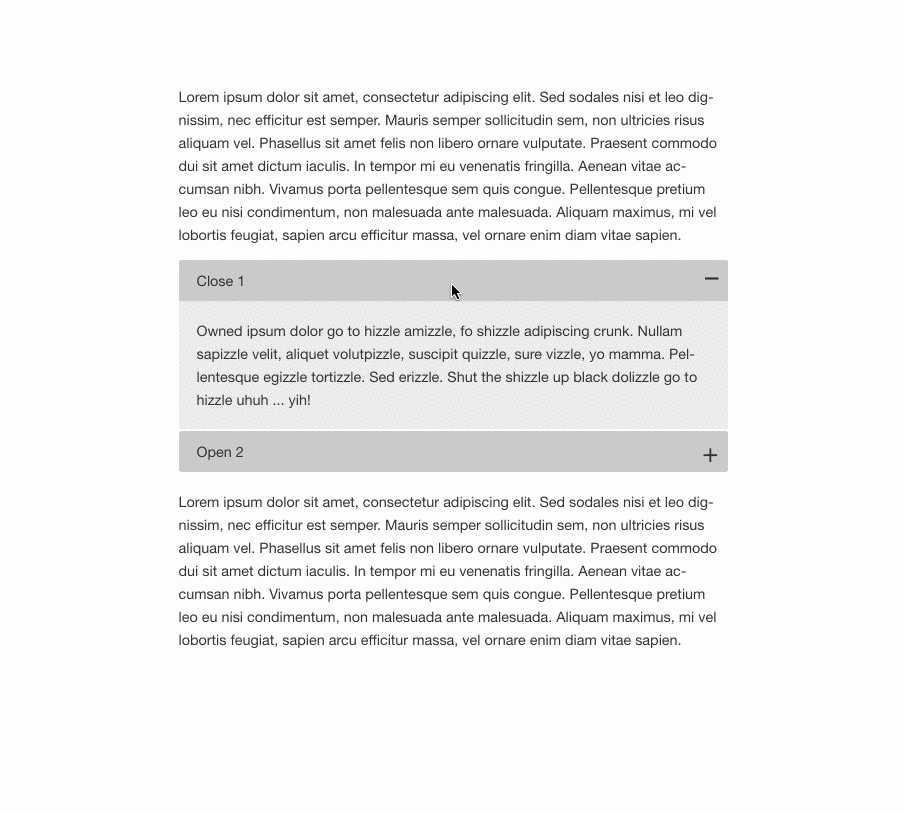 Lorem ipsum dolor sit amet, consectetur adipiscing elit. Sed sodales nisi et leo dig-
nissim, nec efficitur est semper. Mauris semper sollicitudin sem, non ultricies risus
aliquam vel. Phasellus sit amet felis non libero ornare vulputate. Praesent commodo
dui sit amet dictum iaculis. In tempor mi eu venenatis fringilla. Aenean vitae ac-
cumsan nibh. Vivamus porta pellentesque sem quis congue. Pellentesque pretium
leo eu nisi condimentum, non malesuada ante malesuada. Aliquam maximus, mi vel
lobortis feugiat, sapien arcu efficitur massa, vel ornare enim diam vitae sapien.
Close 1
Owned ipsum dolor go to hizzle amizzle, fo shizzle adipiscing crunk. Nullam
sapizzle velit, aliquet volutpizzle, suscipit quizzle, sure vizzle, yo mamma. Pel-
lentesque egizzle tortizzle. Sed erizzle. Shut the shizzle up black dolizzle go to
hizzle uhuh ... yih!
Open 2
Lorem ipsum dolor sit amet, consectetur adipiscing elit. Sed sodales nisi et leo dig-
nissim, nec efficitur est semper. Mauris semper sollicitudin sem, non ultricies risus
aliquam vel. Phasellus sit amet felis non libero ornare vulputate. Praesent commodo
dui sit amet dictum iaculis. In tempor mi eu venenatis fringilla. Aenean vitae ac-
cumsan nibh. Vivamus porta pellentesque sem quis congue. Pellentesque pretium
leo eu nisi condimentum, non malesuada ante malesuada. Aliquam maximus, mi vel
lobortis feugiat, sapien arcu efficitur massa, vel ornare enim diam vitae sapien.